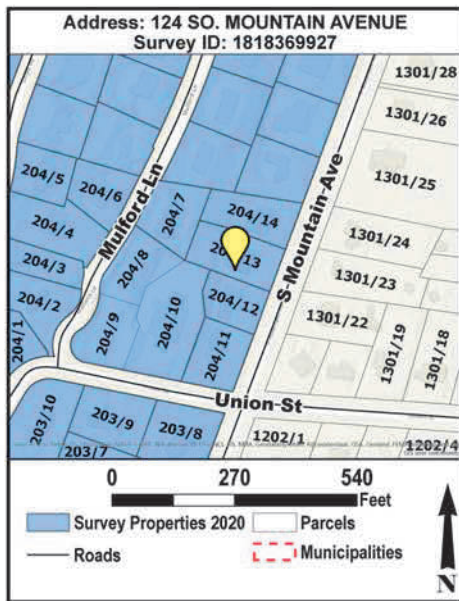 Address: 124 SO. MOUNTAIN AVENUE
Survey ID: 1818369927
1301/28
1301/26
204/5
204/6
Mulford Ln
204/7
1301/25
204/4
204/14
S Mountain Ave
1301/24
204/3
204/8
204/13
1301/23
204/2
204/10
204/12
1301/22
204/1
204/9
204/11
1301/19
1301/18
Union St
203/10
203/9
203/8
203/7
1202/1
1202/4
0 270 540
Feet
Survey Properties 2020
Parcels
Roads
Municipalities
N